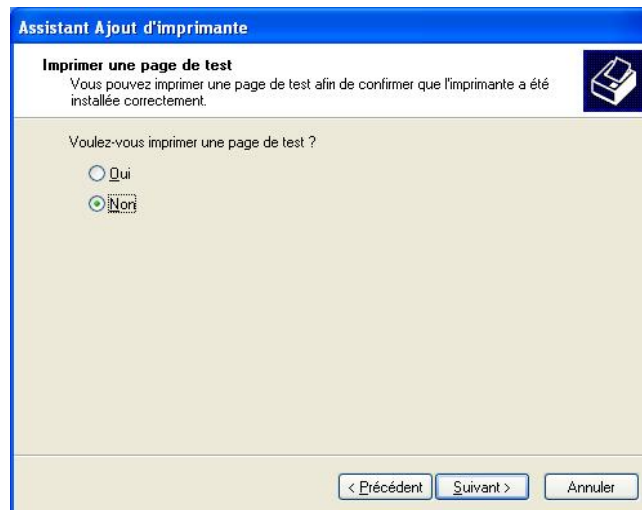 Assistant Ajout d'imprimante
Imprimer une page de test
Vous pouvez imprimer une page de test afin de confirmer que l'imprimante a été
installée correctement.
Voulez-vous imprimer une page de test ?
Oui
Non
< Précédent Suivant > Annuler